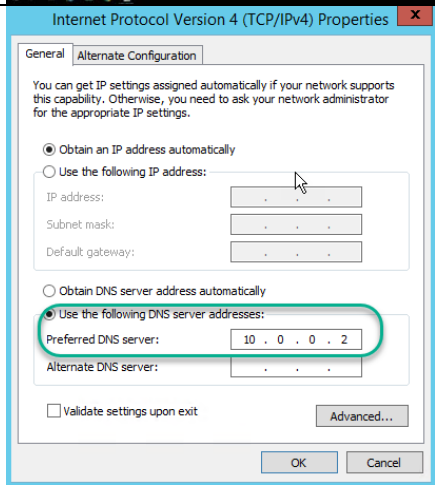 Internet Protocol Version 4 (TCP/IPv4) Properties
x
General
Alternate Configuration
You can get IP settings assigned automatically if your network supports
this capability. Otherwise, you need to ask your network administrator
for the appropriate IP settings.
Obtain an IP address automatically
Use the following IP address:
IP address:
. . .
Subnet mask:
. . .
Default gateway:
. . .
Obtain DNS server address automatically
Use the following DNS server addresses:
Preferred DNS server:
10 . 0 . 0 . 2
Alternate DNS server:
. . .
Validate settings upon exit
Advanced...
OK
Cancel